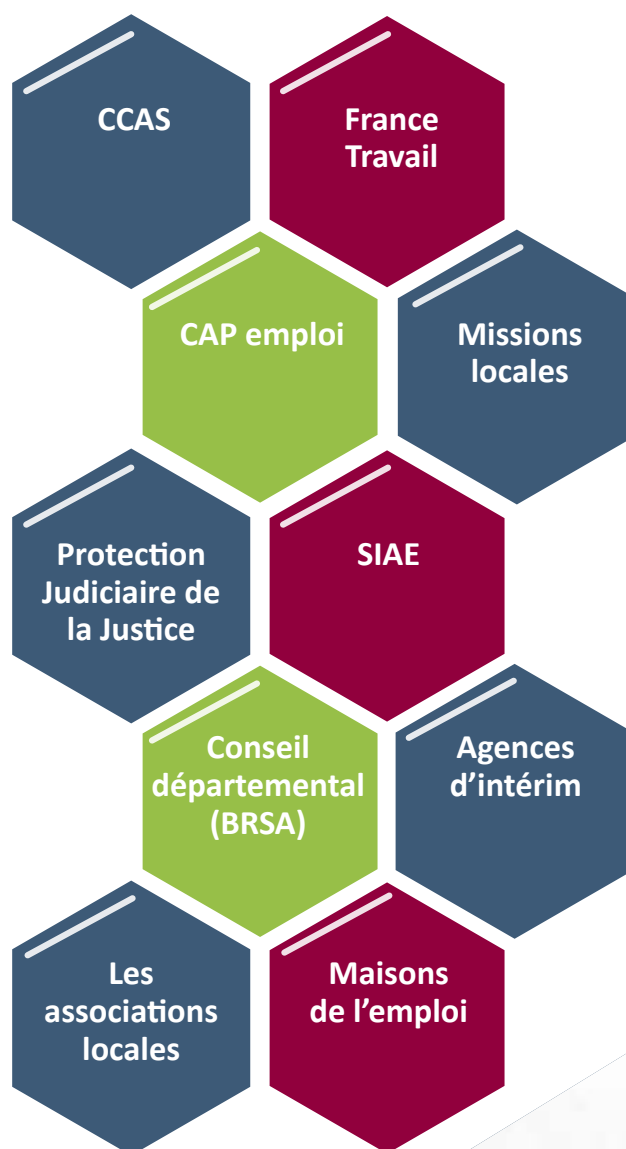 CCAS
France
Travail
CAP emploi
Missions
locales
Protection
Judiciaire de
la Justice
SIAE
Conseil
départemental
(BRSA)
Agences
d’intérim
Les
associations
locales
Maisons
de l’emploi